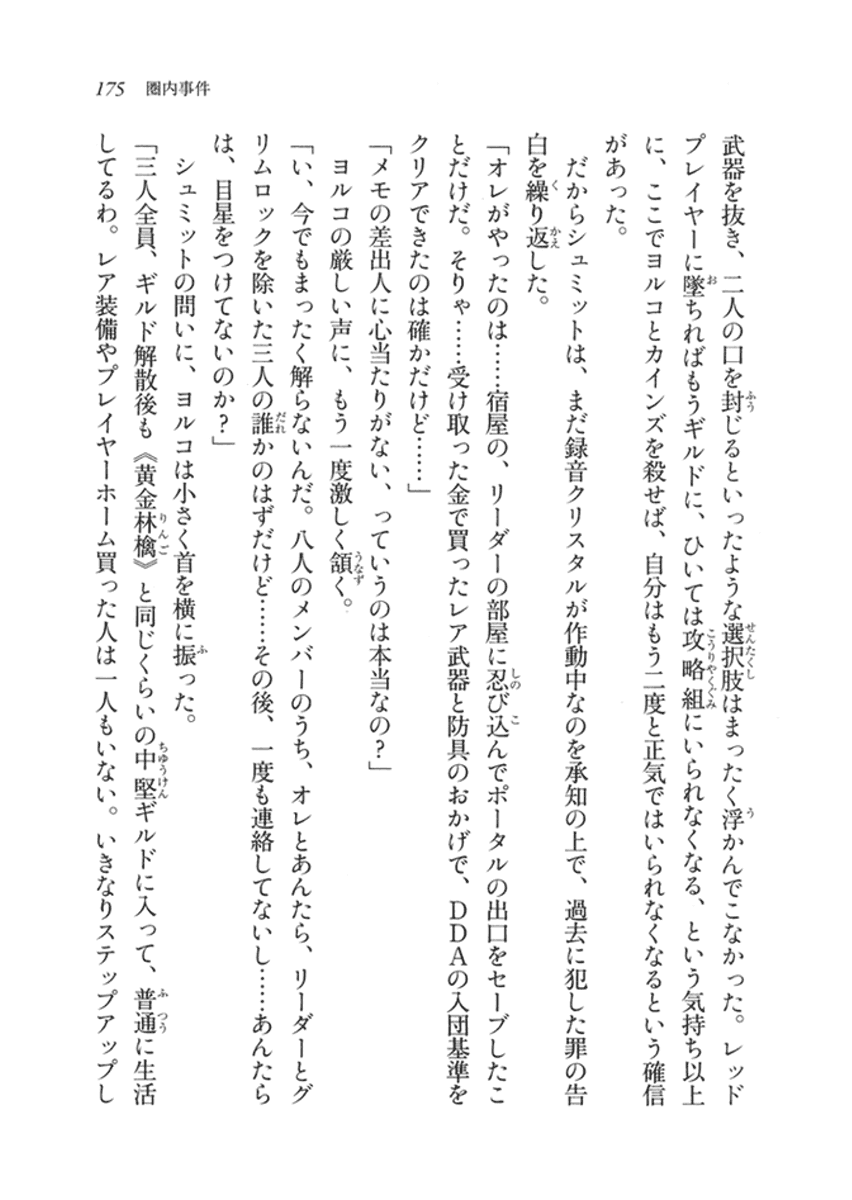 175 圏内事件
武器を抜き、二人の口を封じるといったような選択肢はまったく浮かんでこなかった。レッド
プレイヤーに墜ちればもうギルドに、ひいては攻略組にいられなくなる、という気持ち以上
に、ここでヨルコとカインズを殺せば、自分はもう二度と正気ではいられなくなるという確信
があった。
だからシュミットは、まだ録音クリスタルが作動中なのを承知の上で、過去に犯した罪の告
白を繰り返した。
「オレがやったのは……宿屋の、リーダーの部屋に忍び込んでポータルの出口をセーブしたこ
とだけだ。そりゃ……受け取った金で買ったレア武器と防具のおかげで、DDAの入団基準を
クリアできたのは確かだけど……」
「メモの差出人に心当たりがない、っていうのは本当なの?」
ヨルコの厳しい声に、もう一度激しく頷く。
「い、今でもまったく解らないんだ。八人のメンバーのうち、オレとあんたら、リーダーとグ
リムロックを除いた三人の誰かのはずだけど……その後、一度も連絡してないし……あんたら
は、目星をつけてないのか?」
シュミットの問いに、ヨルコは小さく首を横に振った。
「三人全員、ギルド解散後も《黄金林檎》と同じくらいの中堅ギルドに入って、普通に生活
してるわ。レア装備やプレイヤーホーム買った人は一人もいない。いきなりステップアップし